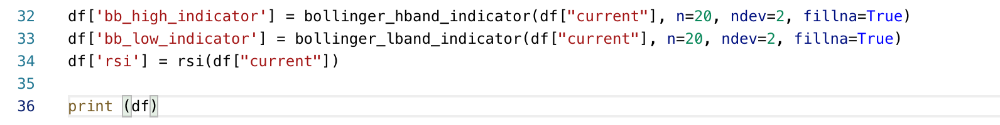 32 df['bb_high_indicator'] = bollinger_hband_indicator(df["current"], n=20, ndev=2, fillna=True)
33 df['bb_low_indicator'] = bollinger_lband_indicator(df["current"], n=20, ndev=2, fillna=True)
34 df['rsi'] = rsi(df["current"])
35
36 print (df)